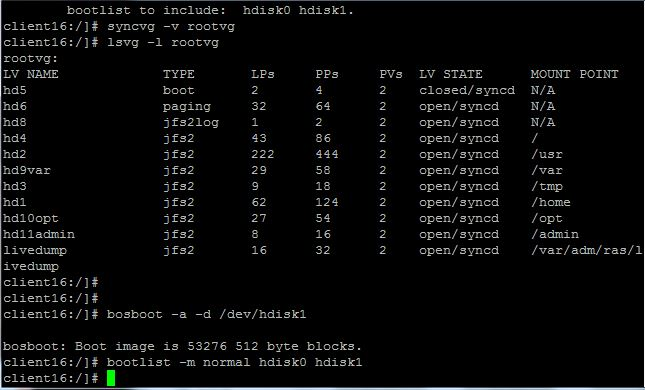 bootlist to include:  hdisk0 hdisk1.
client16:/]# syncvg -v rootvg
client16:/]# lsvg -l rootvg
rootvg:
LV NAME             TYPE       LPs     PPs     PVs  LV STATE      MOUNT POINT
hd5                 boot       2       4       2    closed/syncd  N/A
hd6                 paging     32      64      2    open/syncd    N/A
hd8                 jfs2log    1       2       2    open/syncd    N/A
hd4                 jfs2       43      86      2    open/syncd    /
hd2                 jfs2       222     444     2    open/syncd    /usr
hd9var              jfs2       29      58      2    open/syncd    /var
hd3                 jfs2       9       18      2    open/syncd    /tmp
hd1                 jfs2       62      124     2    open/syncd    /home
hd10opt             jfs2       27      54      2    open/syncd    /opt
hd11admin           jfs2       8       16      2    open/syncd    /admin
livedump            jfs2       16      32      2    open/syncd    /var/adm/ras/l
ivedump
client16:/]#
client16:/]#
client16:/]# bosboot -a -d /dev/hdisk1
bosboot: Boot image is 53276 512 byte blocks.
client16:/]# bootlist -m normal hdisk0 hdisk1
client16:/]#